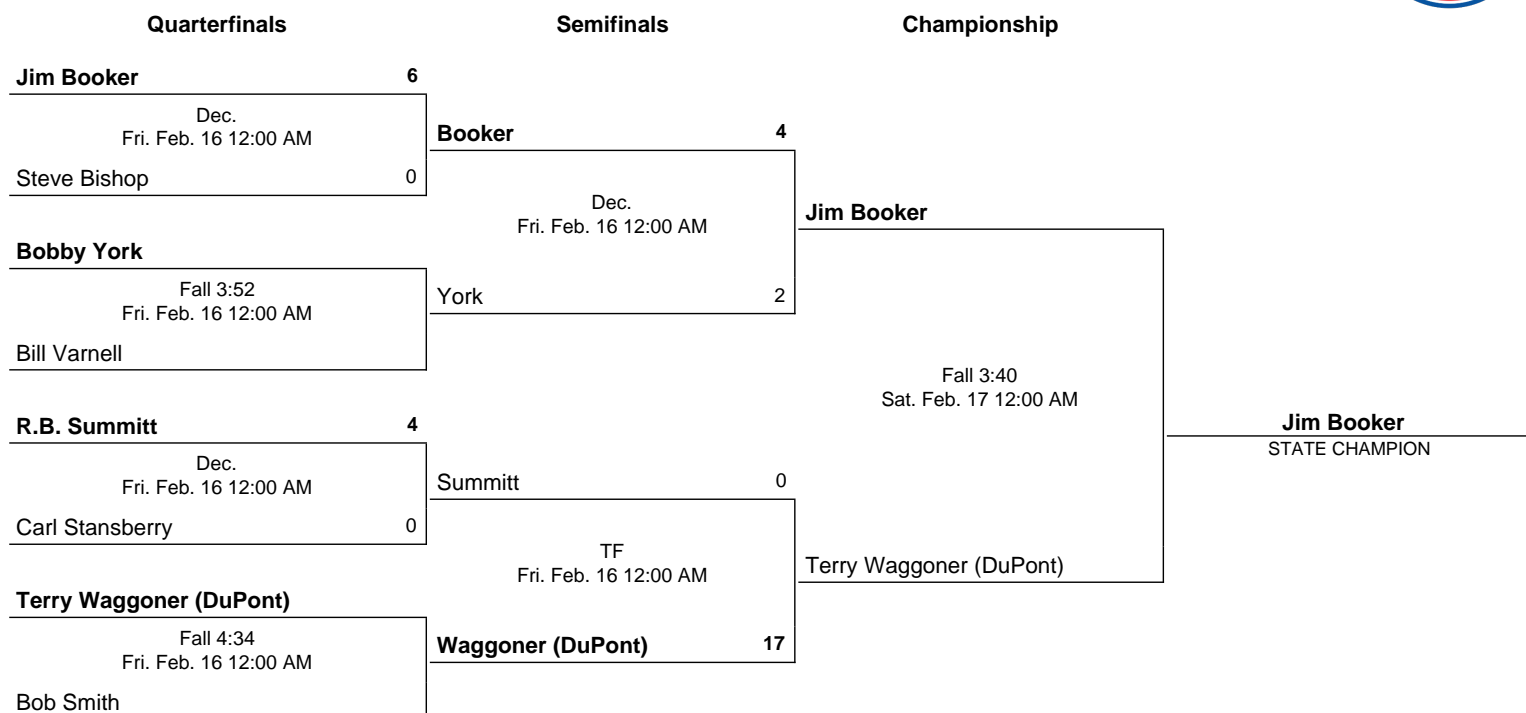 Quarterfinals
Semifinals
Championship
Jim Booker 6
Dec.
Fri. Feb. 16 12:00 AM
Steve Bishop 0
Bobby York
Fall 3:52
Fri. Feb. 16 12:00 AM
Bill Varnell
R.B. Summitt 4
Dec.
Fri. Feb. 16 12:00 AM
Carl Stansberry 0
Terry Waggoner (DuPont)
Fall 4:34
Fri. Feb. 16 12:00 AM
Bob Smith
Booker 4
Dec.
Fri. Feb. 16 12:00 AM
York 2
Summitt 0
TF
Fri. Feb. 16 12:00 AM
Waggoner (DuPont) 17
Jim Booker
Fall 3:40
Sat. Feb. 17 12:00 AM
Terry Waggoner (DuPont)
Jim Booker
STATE CHAMPION